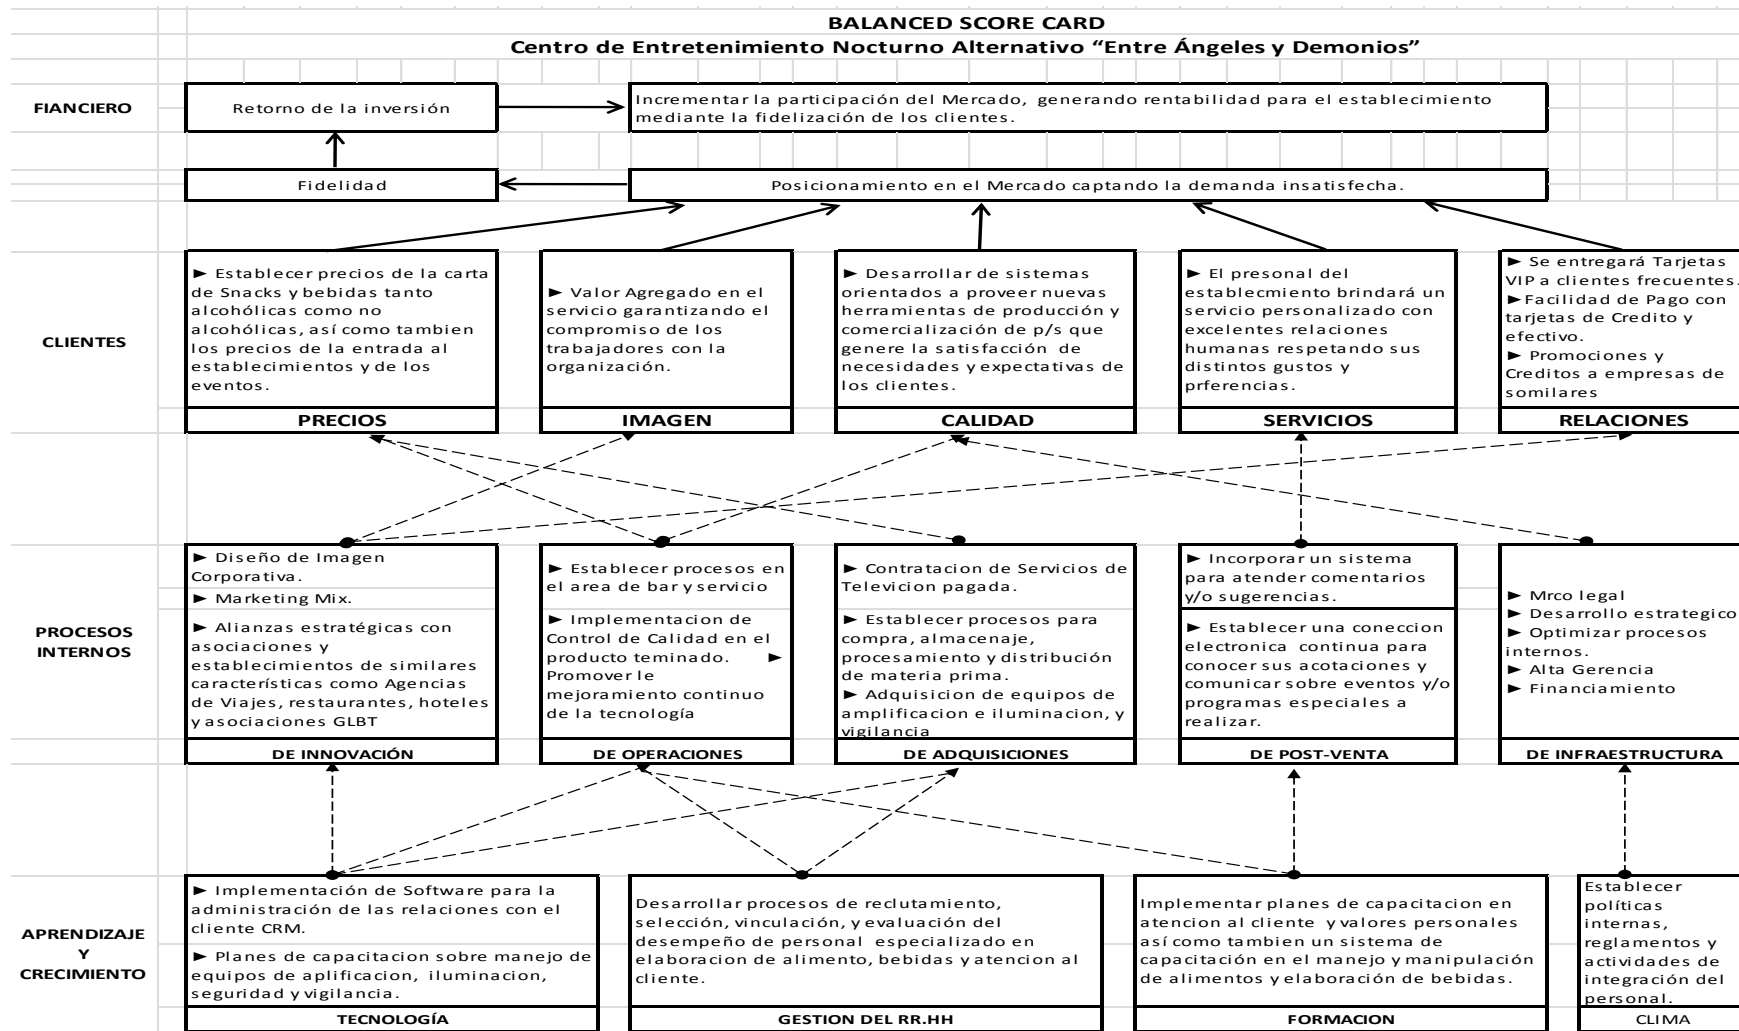 BALANCED SCORE CARD
Centro de Entretenimiento Nocturno Alternativo “Entre Ángeles y Demonios”
FIANCIERO
Retorno de la inversión
Incrementar la participación del Mercado, generando rentabilidad para el establecimiento
mediante la fidelización de los clientes.
Fidelidad
Posicionamiento en el Mercado captando la demanda insatisfecha.
CLIENTES
► Establecer precios de la carta
de Snacks y bebidas tanto
alcohólicas como no
alcohólicas, así como tambien
los precios de la entrada al
establecimientos y de los
eventos.
PRECIOS
► Valor Agregado en el
servicio garantizando el
compromiso de los
trabajadores con la
organización.
IMAGEN
► Desarrollar de sistemas
orientados a proveer nuevas
herramientas de producción y
comercialización de p/s que
genere la satisfacción de
necesidades y expectativas de
los clientes.
CALIDAD
► El presonal del
establecmiento brindará un
servicio personalizado con
excelentes relaciones
humanas respetando sus
distintos gustos y
prferencias.
SERVICIOS
► Se entregará Tarjetas
VIP a clientes frecuentes.
►Facilidad de Pago con
tarjetas de Credito y
efectivo.
► Promociones y
Creditos a empresas de
somilares
RELACIONES
PROCESOS
INTERNOS
► Diseño de Imagen
Corporativa.
► Marketing Mix.
► Alianzas estratégicas con
asociaciones y
establecimientos de similares
características como Agencias
de Viajes, restaurantes, hoteles
y asociaciones GLBT
DE INNOVACIÓN
► Establecer procesos en
el area de bar y servicio
► Implementacion de
Control de Calidad en el
producto teminado. ►
Promover le
mejoramiento continuo
de la tecnología
DE OPERACIONES
► Contratacion de Servicios de
Televicion pagada.
► Establecer procesos para
compra, almacenaje,
procesamiento y distribución
de materia prima.
► Adquisicion de equipos de
amplificacion e iluminacion, y
vigilancia
DE ADQUISICIONES
► Incorporar un sistema
para atender comentarios
y/o sugerencias.
► Establecer una coneccion
electronica continua para
conocer sus acotaciones y
comunicar sobre eventos y/o
programas especiales a
realizar.
DE POST-VENTA
► Mrco legal
► Desarrollo estrategico
► Optimizar procesos
internos.
► Alta Gerencia
► Financiamiento
DE INFRAESTRUCTURA
APRENDIZAJE
Y
CRECIMIENTO
► Implementación de Software para la
administración de las relaciones con el
cliente CRM.
► Planes de capacitacion sobre manejo de
equipos de aplificacion, iluminacion,
seguridad y vigilancia.
TECNOLOGÍA
Desarrollar procesos de reclutamiento,
selección, vinculación, y evaluación del
desempeño de personal especializado en
elaboracion de alimento, bebidas y atencion al
cliente.
GESTION DEL RR.HH
Implementar planes de capacitacion en
atencion al cliente y valores personales
así como tambien un sistema de
capacitación en el manejo y manipulación
de alimentos y elaboración de bebidas.
FORMACION
Establecer
políticas
internas,
reglamentos y
actividades de
integración del
personal.
CLIMA